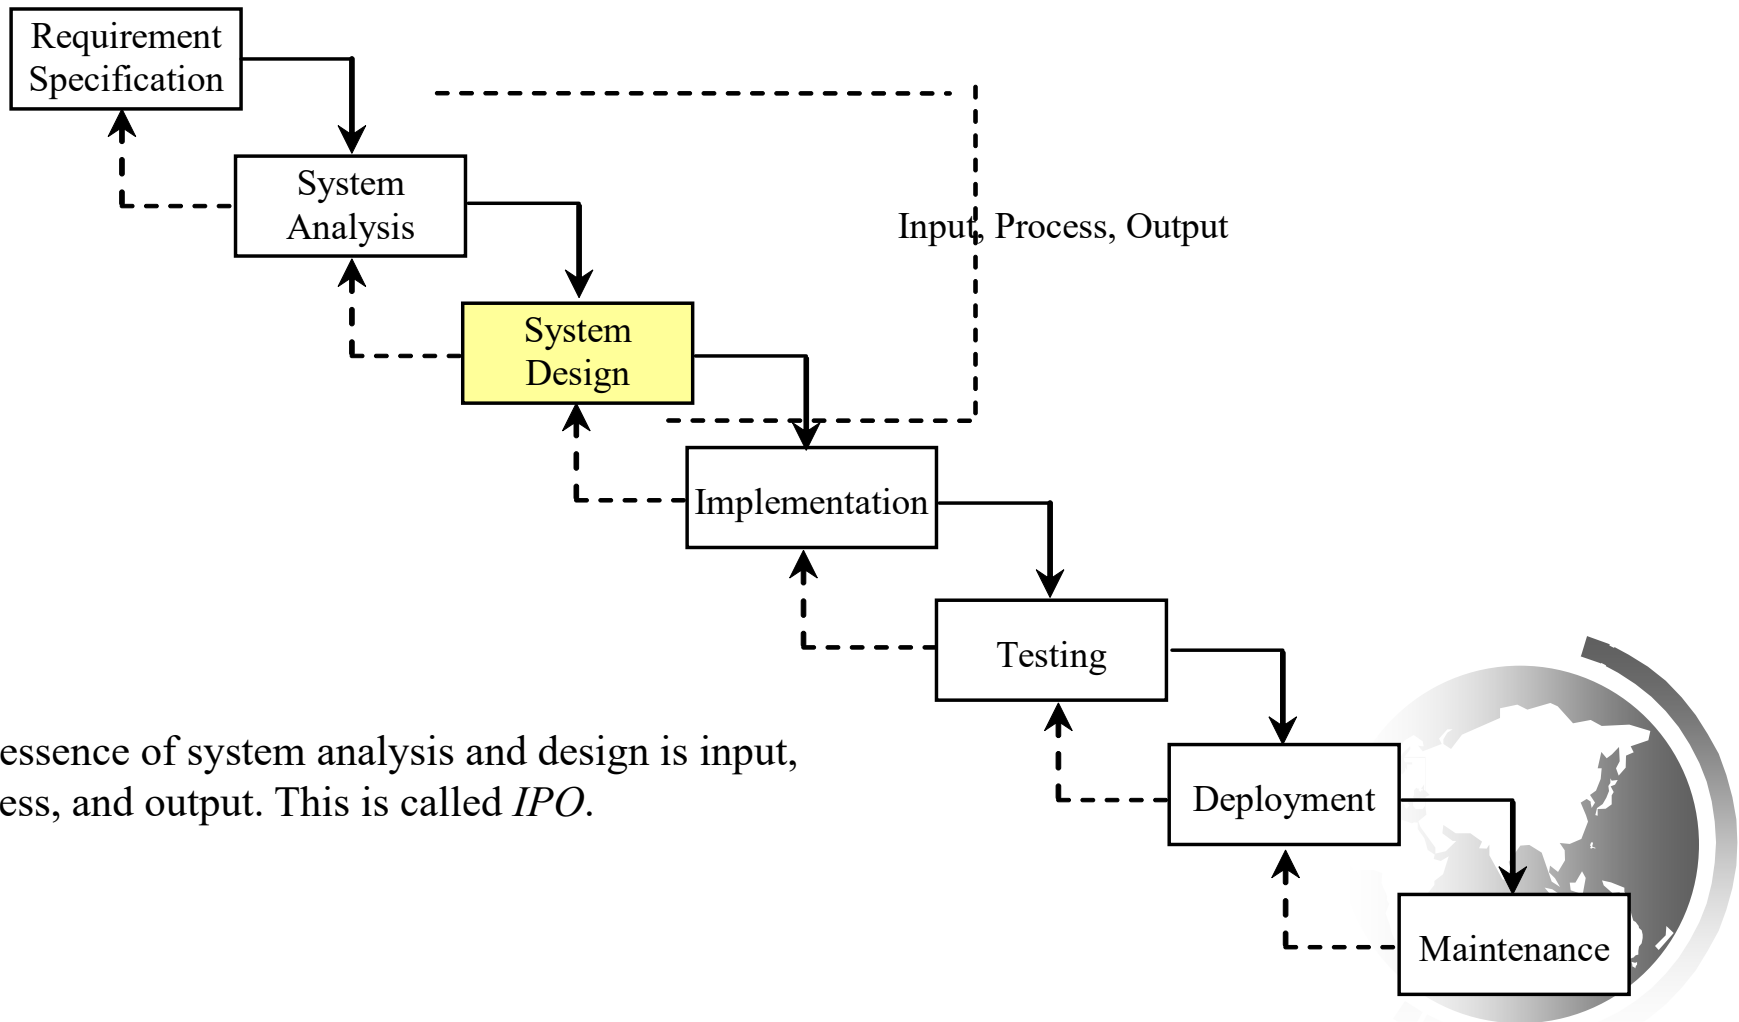 Requirement
Specification
System
Analysis
Input, Process, Output
System
Design
Implementation
Testing
essence of system analysis and design is input,
ess, and output. This is called IPO.
Deployment
Maintenance